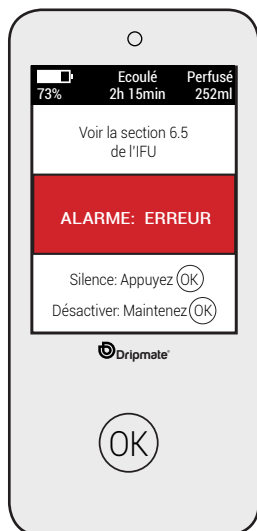 73%
Ecoulé
2h 15min
Perfusé
252ml
Voir la section 6.5
de l'IFU
ALARME: ERREUR
Silence: Appuyez OK
Désactiver: Maintenez OK
Dripmate
OK